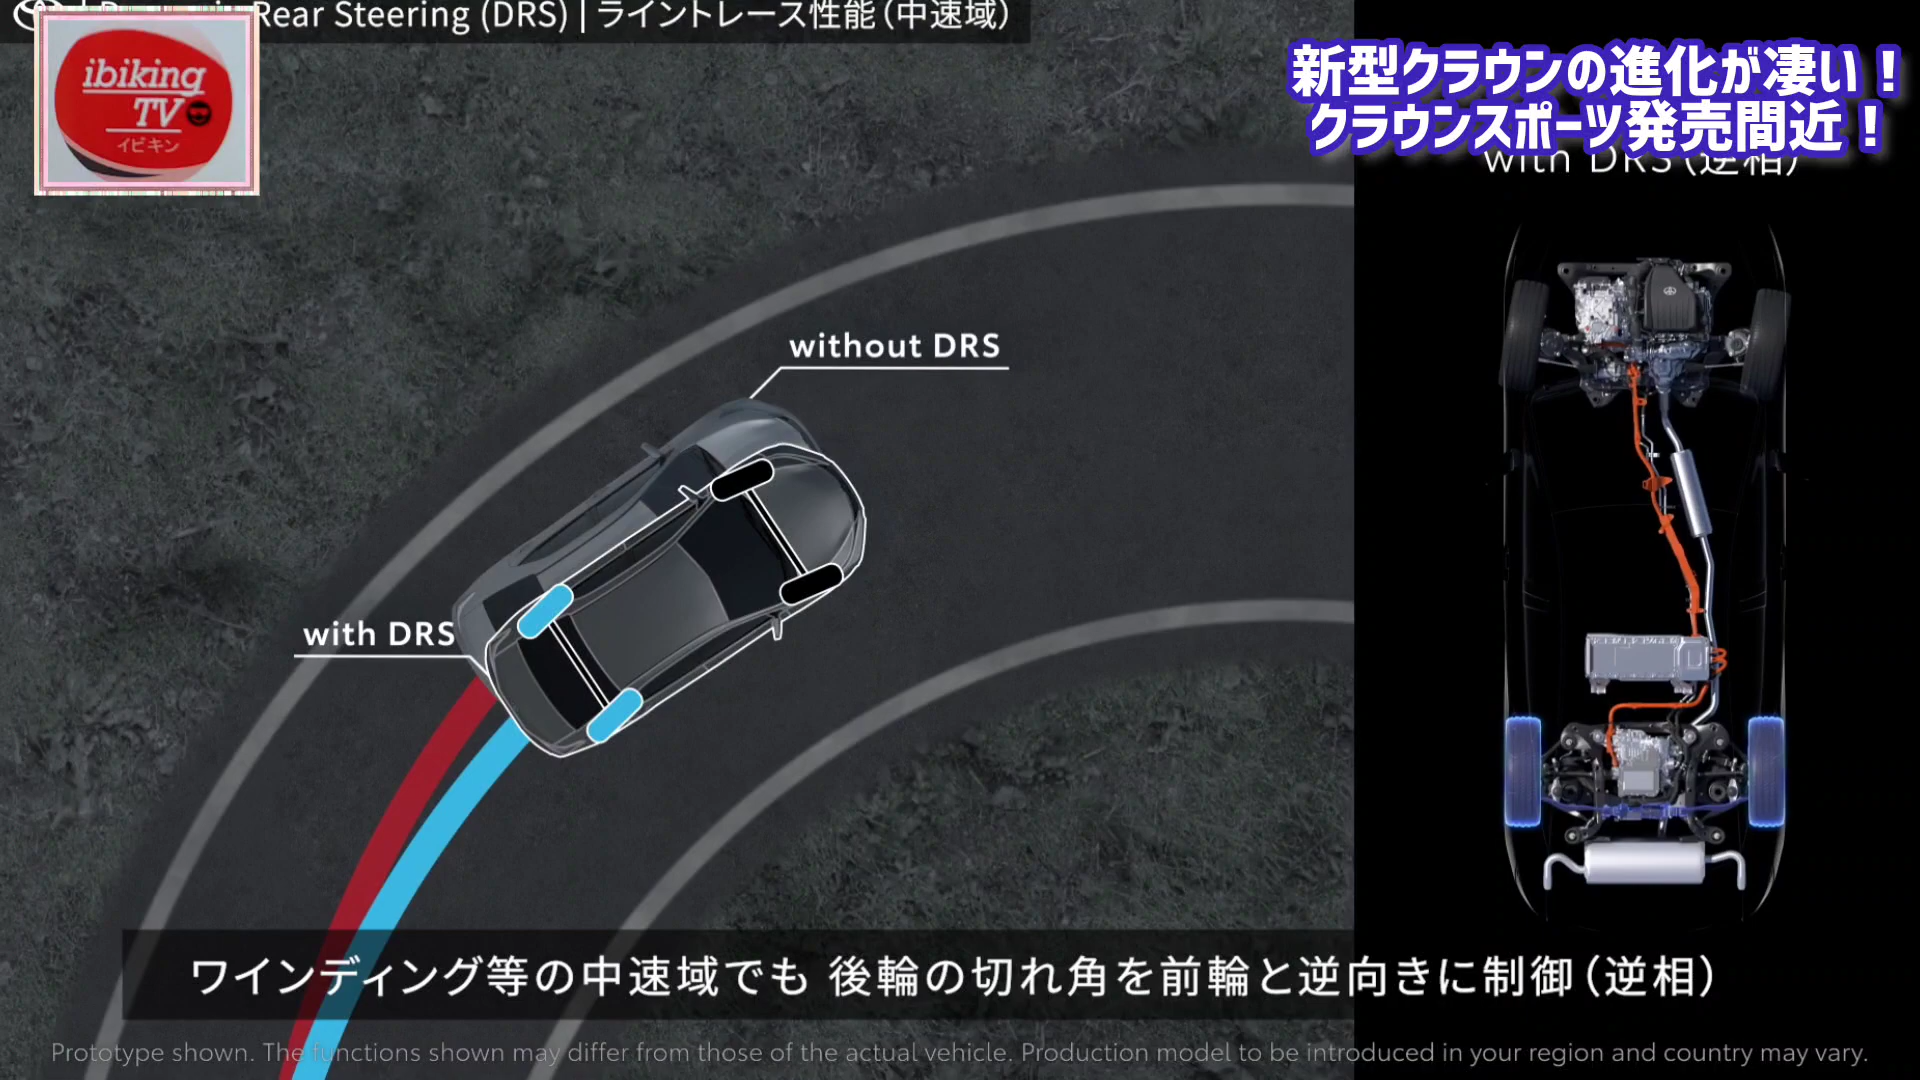 Rear Steering (DRS) | ライントレース性能（中速域）
ibiking
TV
イビキン
新型クラウンの進化が凄い！
クラウンスポーツ発売間近！
with DRS（逆相）
without DRS
with DRS
ワインディング等の中速域でも 後輪の切れ角を前輪と逆向きに制御（逆相）
Prototype shown. The functions shown may differ from those of the actual vehicle. Production model to be introduced in your region and country may vary.